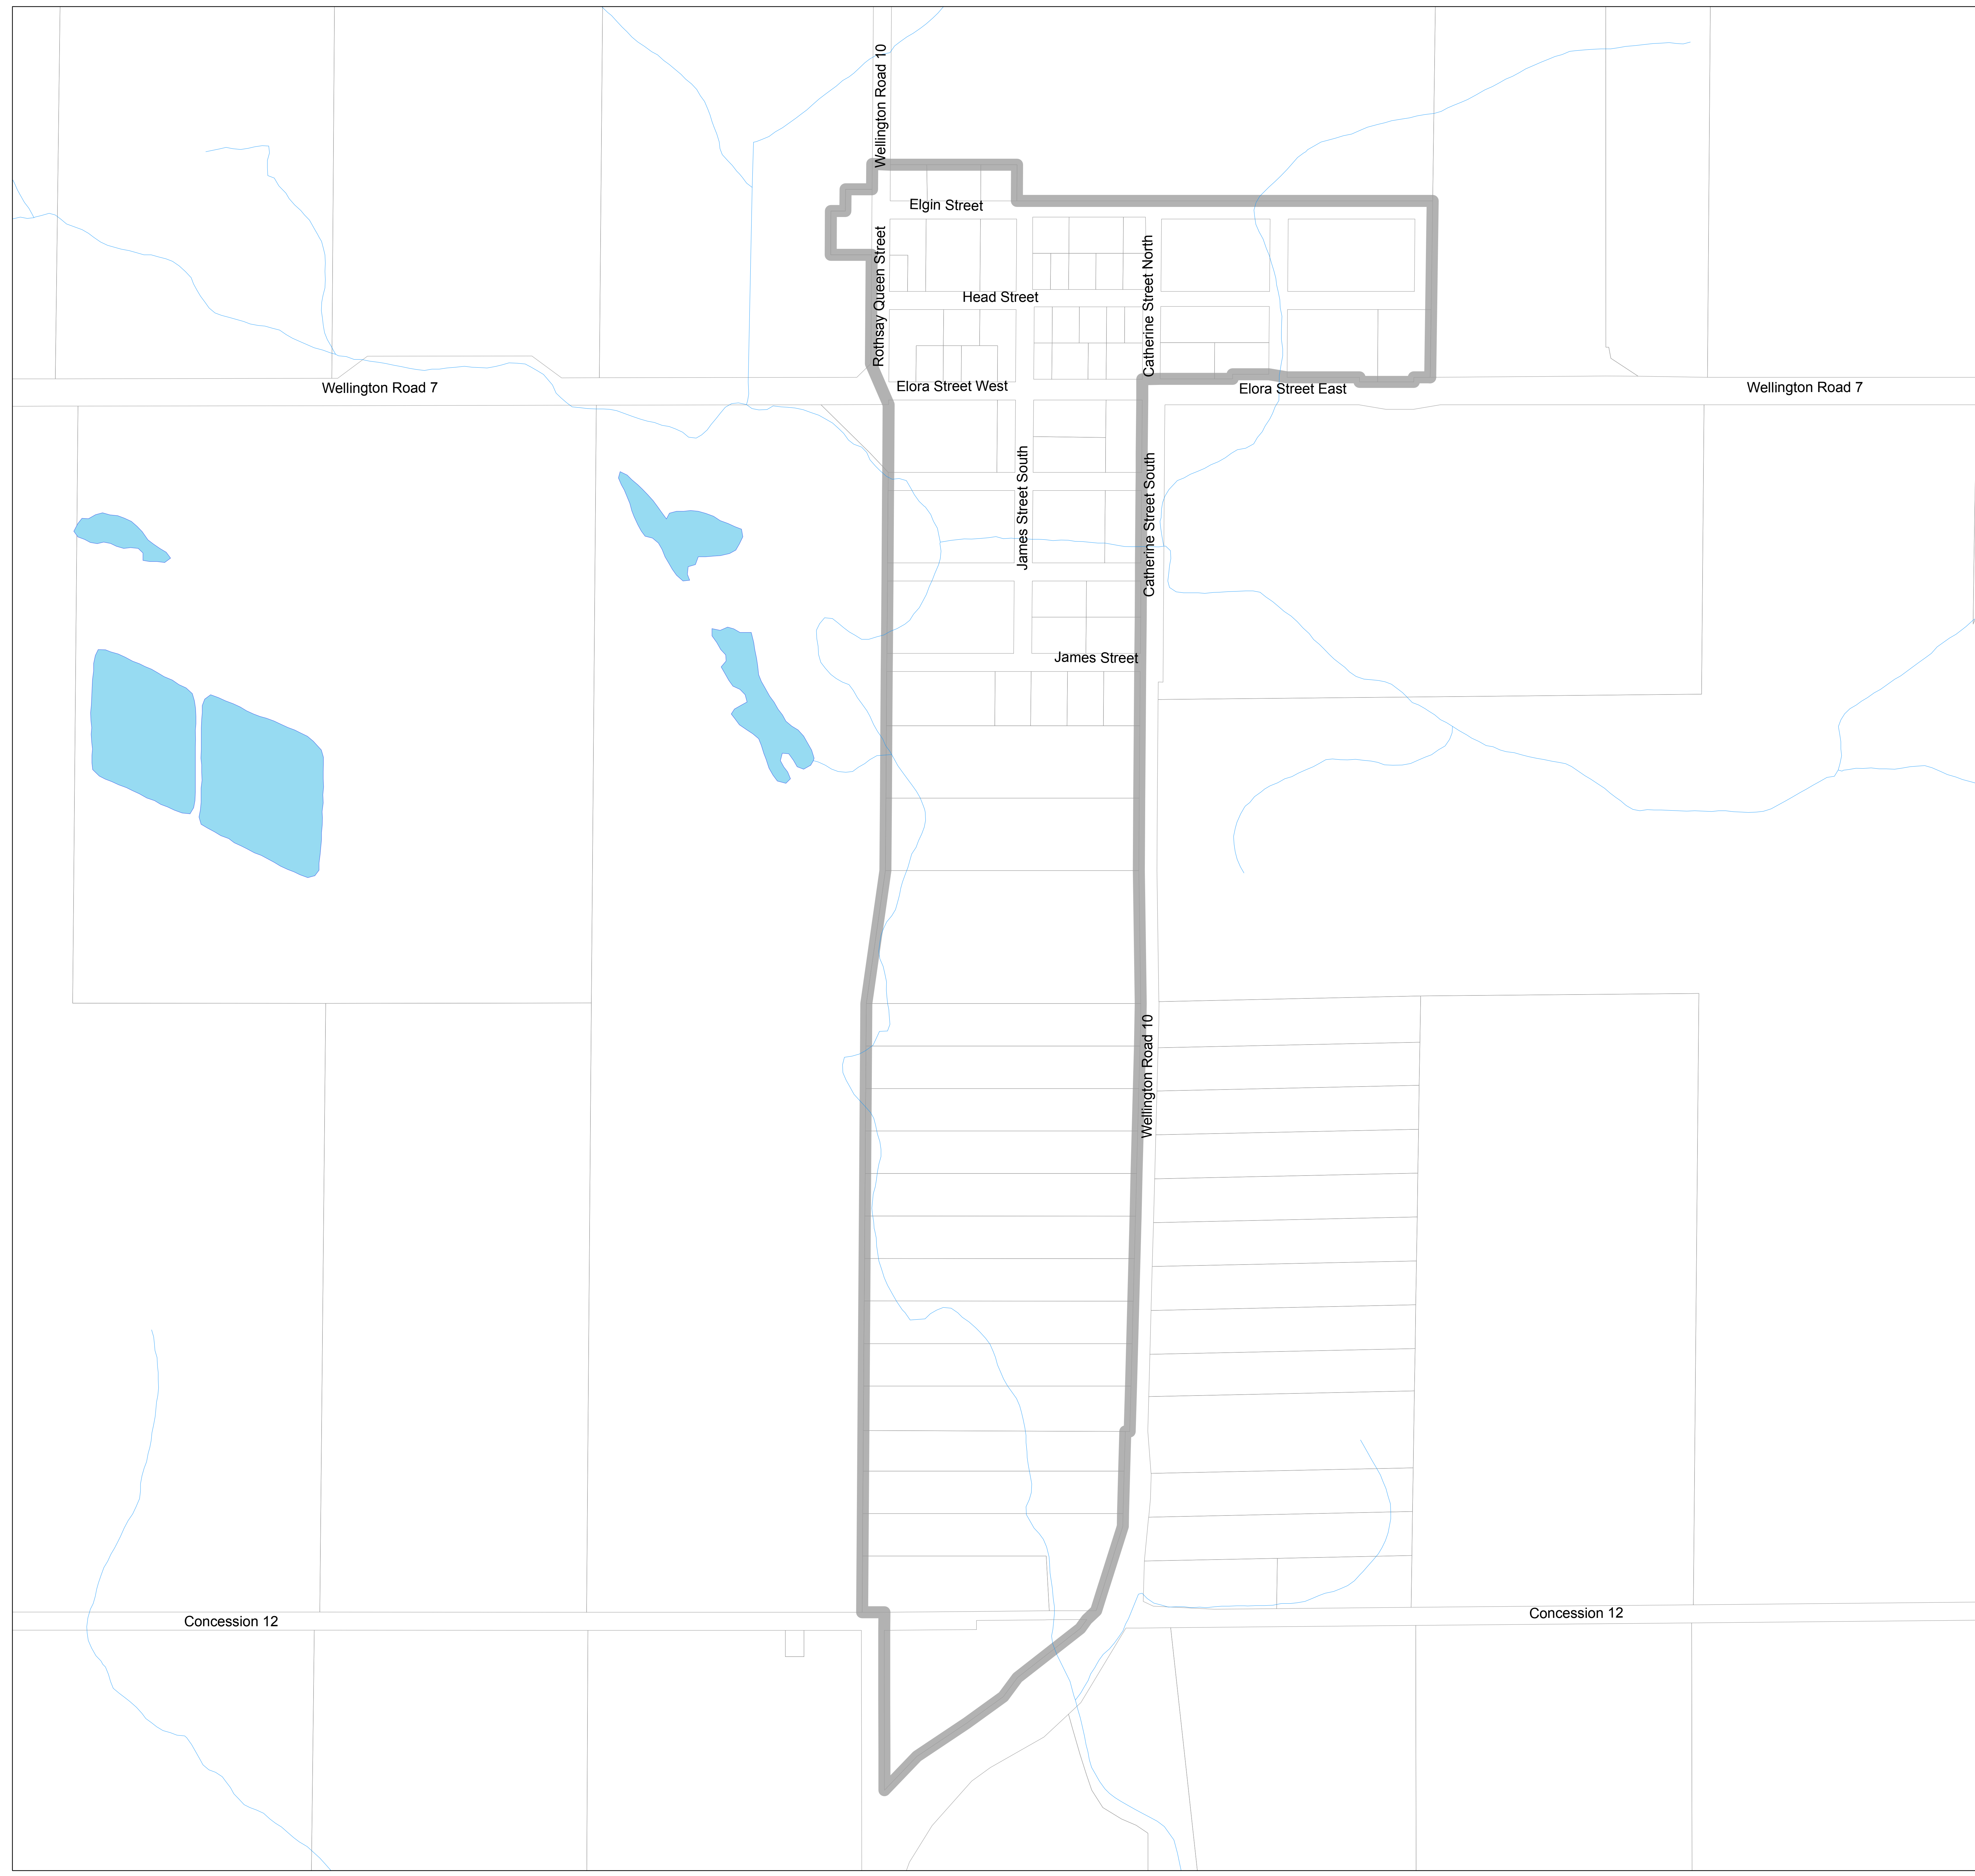 Wellington Road 10
Elgin Street
Rothsay Queen Street
Catherine Street North
Head Street
Wellington Road 7
Elora Street West
Elora Street East
Wellington Road 7
James Street South
Catherine Street South
James Street
Wellington Road 10
Concession 12
Concession 12